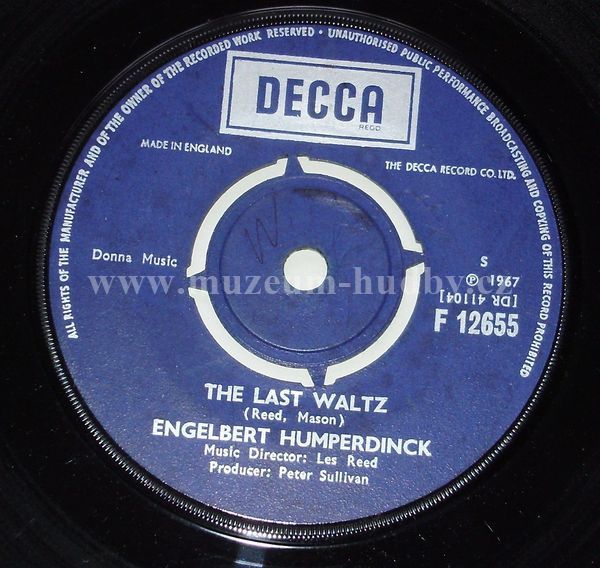 ALL RIGHTS OF THE MANUFACTURER AND OF THE OWNER OF THE RECORDED WORK RESERVED • UNAUTHORISED PUBLIC PERFORMANCE BROADCASTING AND COPYING OF THIS RECORD PROHIBITED
DECCA
REGD
MADE IN ENGLAND
THE DECCA RECORD CO. LTD.
Donna Music
S
℗ 1967
[DR 41104]
F 12655
www.muzeum-hudby.cz
THE LAST WALTZ
(Reed, Mason)
ENGELBERT HUMPERDINCK
Music Director: Les Reed
Producer: Peter Sullivan